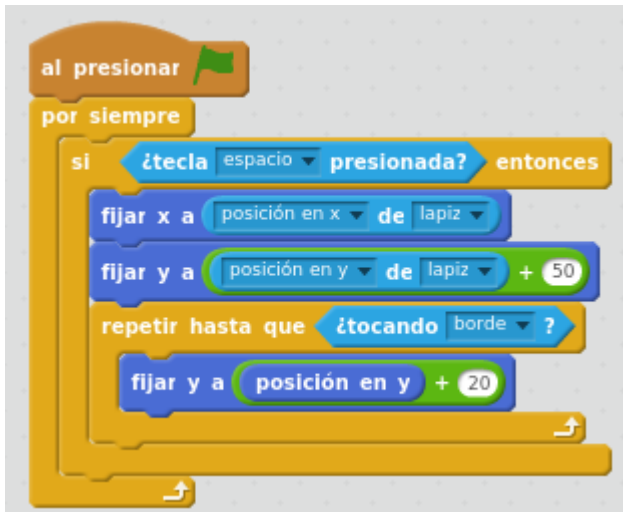 al presionar
por siempre
si ¿tecla espacio presionada? entonces
fijar x a posición en x de lapiz
fijar y a posición en y de lapiz + 50
repetir hasta que ¿tocando borde ?
fijar y a posición en y + 20